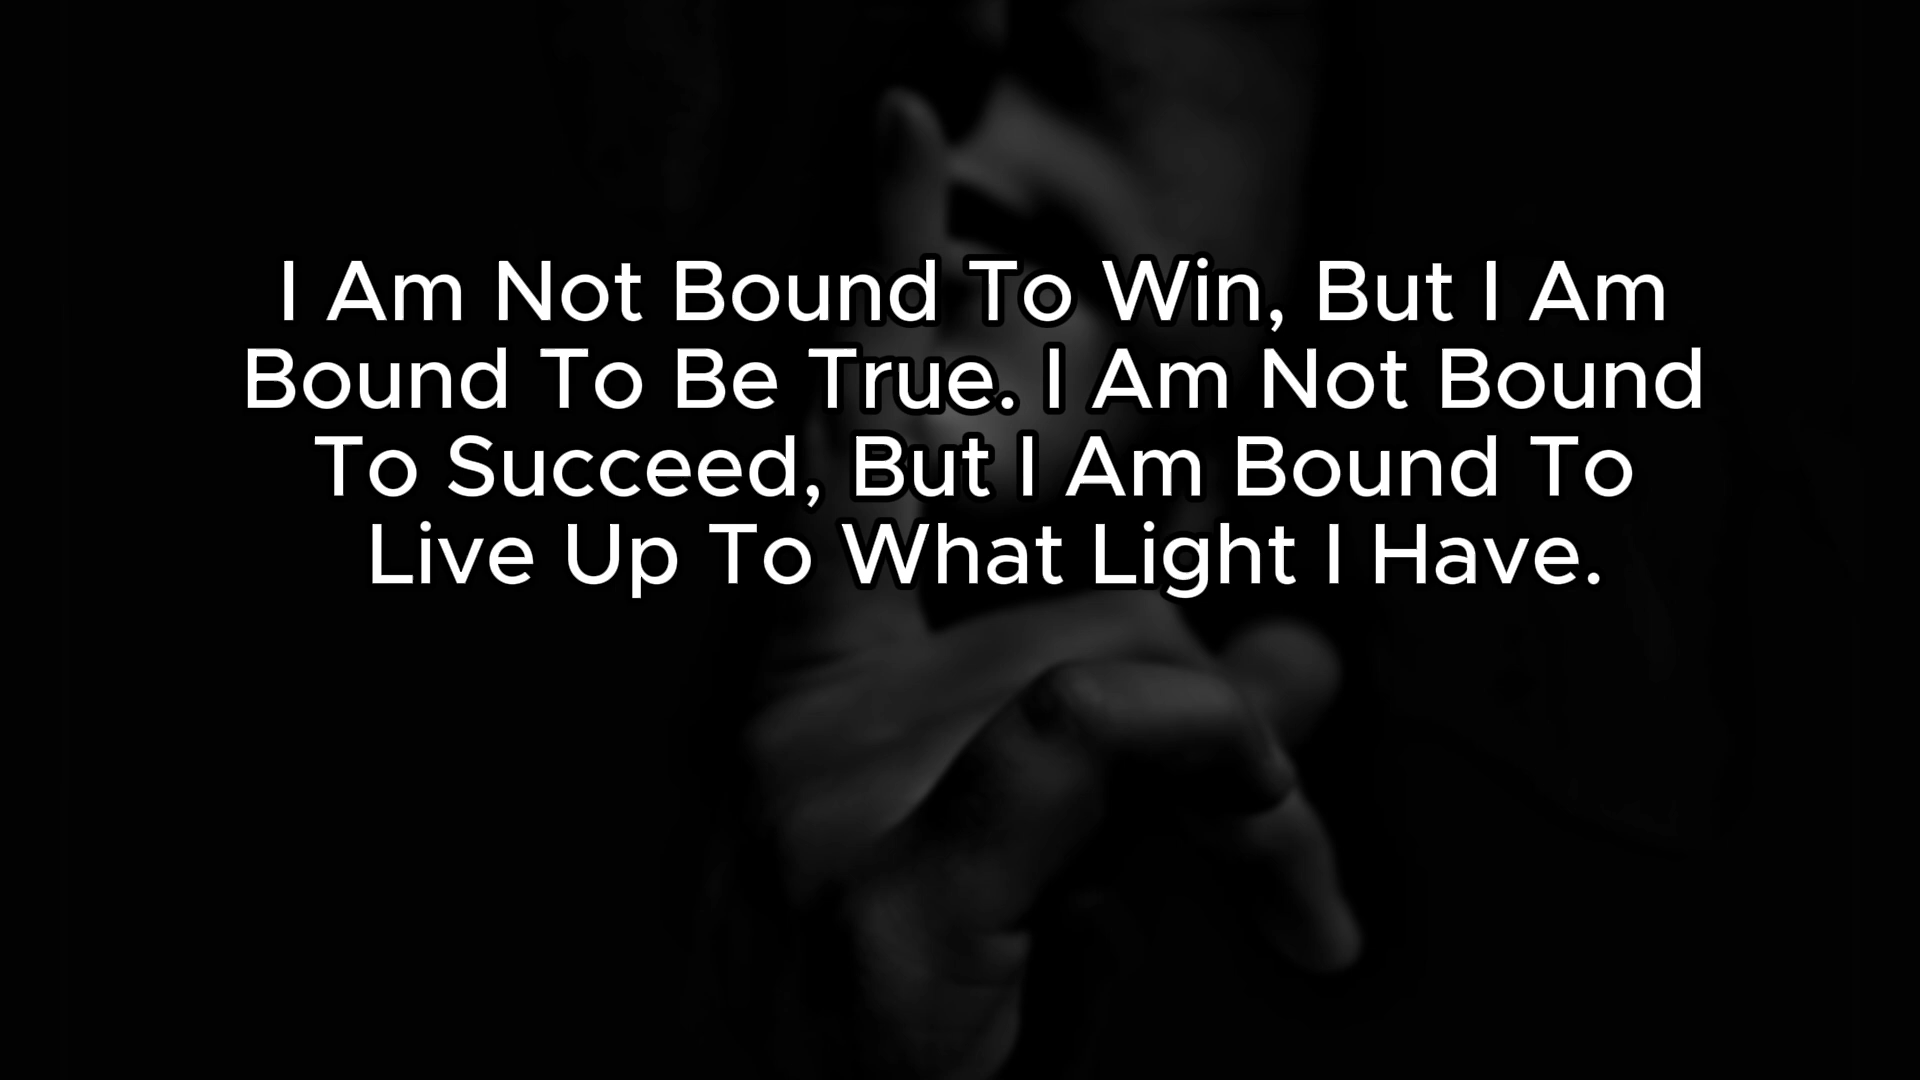 I Am Not Bound To Win, But I Am
Bound To Be True. I Am Not Bound
To Succeed, But I Am Bound To
Live Up To What Light I Have.